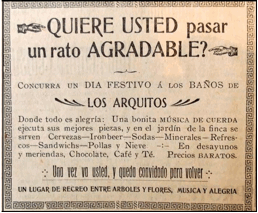 ¿QUIERE USTED pasar
un rato AGRADABLE?
CONCURRA UN DIA FESTIVO Á LOS BAÑOS DE
LOS ARQUITOS
Donde todo es alegría: Una bonita MÚSICA DE CUERDA
ejecuta sus mejores piezas, y en el jardín de la finca se
sirven Cervezas—Ironbeer—Sodas—Minerales—Refres-
cos—Sandwichs—Pollas y Nieve —:— En desayunos
y meriendas, Chocolate, Café y Té. Precios BARATOS.
Una vez va usted, y queda convidado para volver
UN LUGAR DE RECREO ENTRE ARBOLES Y FLORES, MUSICA Y ALEGRIA